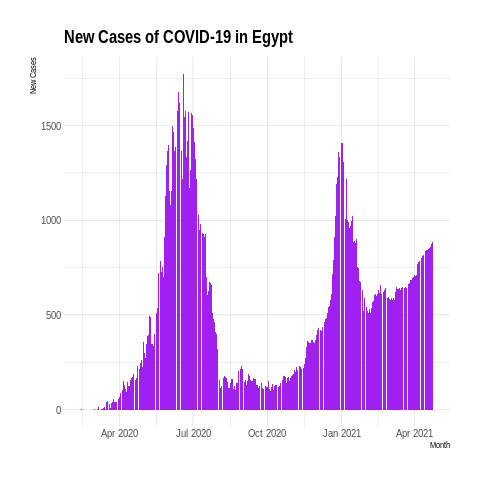 New Cases of COVID-19 in Egypt
New Cases
1500
1000
500
0
Apr 2020 Jul 2020 Oct 2020 Jan 2021 Apr 2021
Month